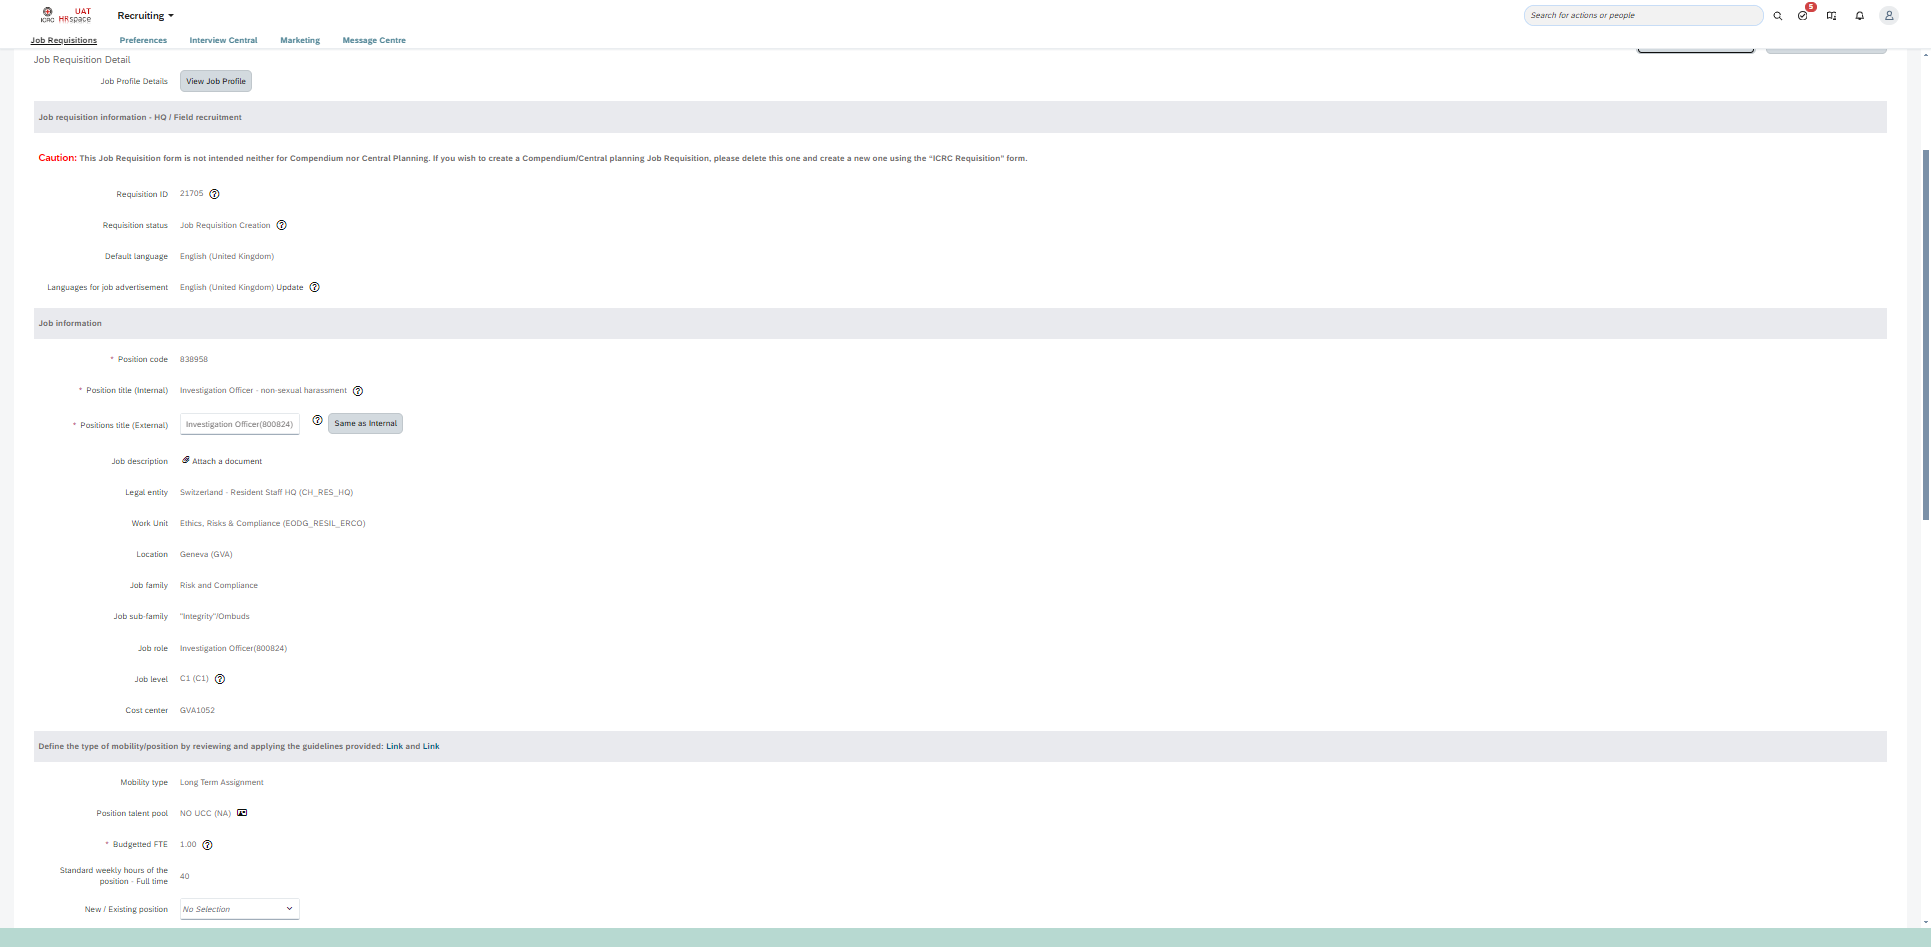 ICRC
UAT
HRspace
Recruiting
Search for actions or people
5
Job Requisitions Preferences Interview Central Marketing Message Centre
Job Requisition Detail
Job Profile Details View Job Profile
Job requisition information - HQ / Field recruitment
Caution: This Job Requisition form is not intended neither for Compendium nor Central Planning. If you wish to create a Compendium/Central planning Job Requisition, please delete this one and create a new one using the "ICRC Requisition" form.
Requisition ID 21705
Requisition status Job Requisition Creation
Default language English (United Kingdom)
Languages for job advertisement English (United Kingdom) Update
Job information
* Position code 838958
* Position title (Internal) Investigation Officer - non-sexual harassment
* Positions title (External) Investigation Officer(800824) Same as Internal
Job description Attach a document
Legal entity Switzerland - Resident Staff HQ (CH_RES_HQ)
Work Unit Ethics, Risks & Compliance (EODG_RESIL_ERCO)
Location Geneva (GVA)
Job family Risk and Compliance
Job sub-family "Integrity"/Ombuds
Job role Investigation Officer(800824)
Job level C1 (C1)
Cost center GVA1052
Define the type of mobility/position by reviewing and applying the guidelines provided: Link and Link
Mobility type Long Term Assignment
Position talent pool NO UCC (NA)
* Budgetted FTE 1.00
Standard weekly hours of the
position - Full time 40
New / Existing position No Selection